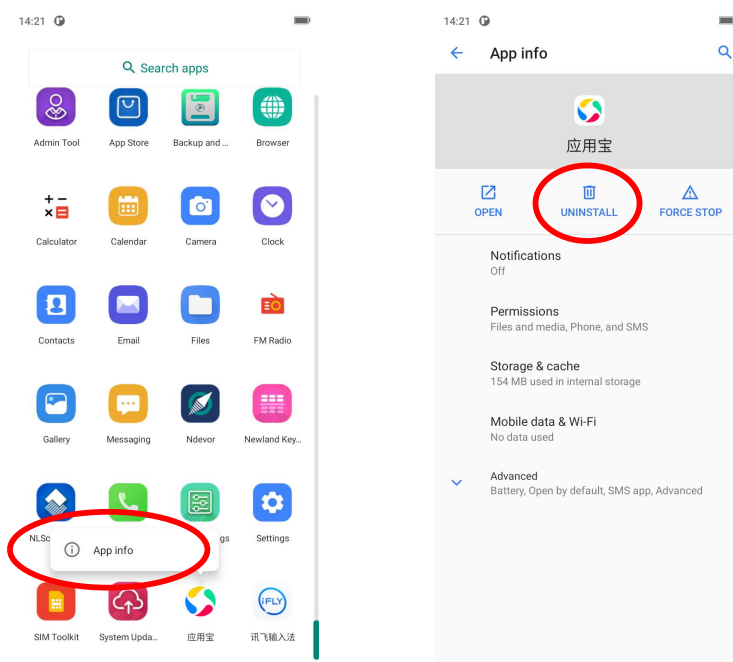 14:21
Search apps
Admin Tool
App Store
Backup and ...
Browser
Calculator
Calendar
Camera
Clock
Contacts
Email
Files
FM Radio
Gallery
Messaging
Ndevor
Newland Key...
NLSc
gs
Settings
App info
iFLY
SIM Toolkit
System Upda...
应用宝
讯飞输入法
14:21
App info
应用宝
OPEN
UNINSTALL
FORCE STOP
Notifications
Off
Permissions
Files and media, Phone, and SMS
Storage & cache
154 MB used in internal storage
Mobile data & Wi-Fi
No data used
Advanced
Battery, Open by default, SMS app, Advanced